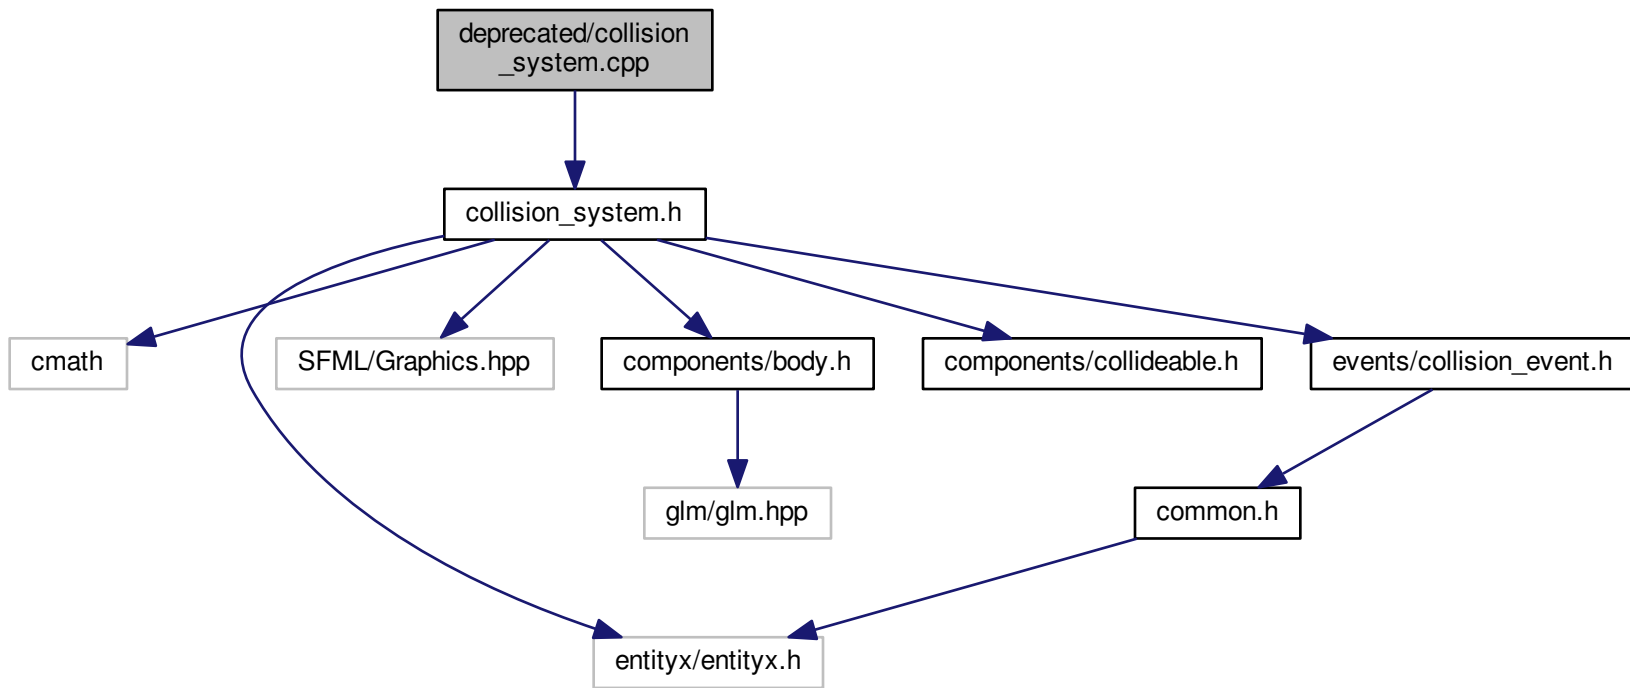 deprecated/collision
_system.cpp
collision_system.h
cmath
SFML/Graphics.hpp
components/body.h
components/collideable.h
events/collision_event.h
glm/glm.hpp
common.h
entityx/entityx.h